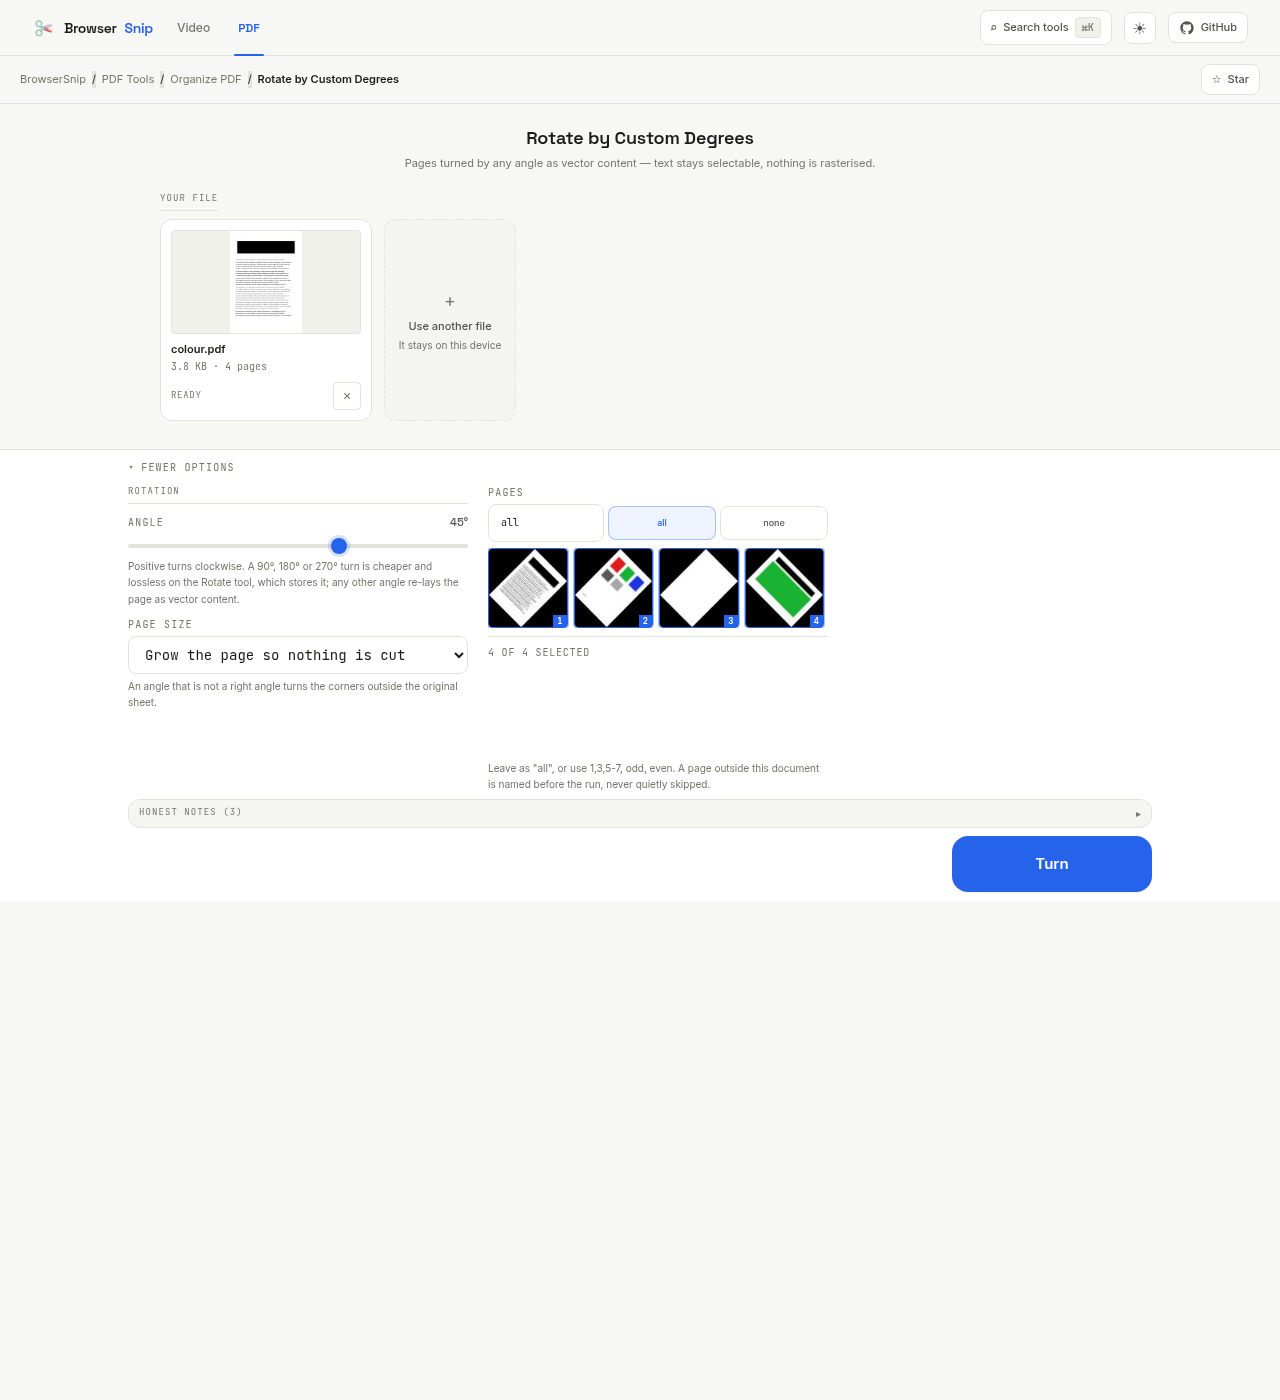 Browser Snip Video PDF Search tools ⌘K GitHub
BrowserSnip / PDF Tools / Organize PDF / Rotate by Custom Degrees ☆ Star
Rotate by Custom Degrees
Pages turned by any angle as vector content — text stays selectable, nothing is rasterised.
YOUR FILE
colour.pdf
3.8 KB · 4 pages
READY ×
+
Use another file
It stays on this device
▾ FEWER OPTIONS
ROTATION
ANGLE 45°
Positive turns clockwise. A 90°, 180° or 270° turn is cheaper and
lossless on the Rotate tool, which stores it; any other angle re-lays the
page as vector content.
PAGE SIZE
Grow the page so nothing is cut
An angle that is not a right angle turns the corners outside the original
sheet.
PAGES
all all none
1 2 3 4
4 OF 4 SELECTED
Leave as "all", or use 1,3,5-7, odd, even. A page outside this document
is named before the run, never quietly skipped.
HONEST NOTES (3) ▸
Turn